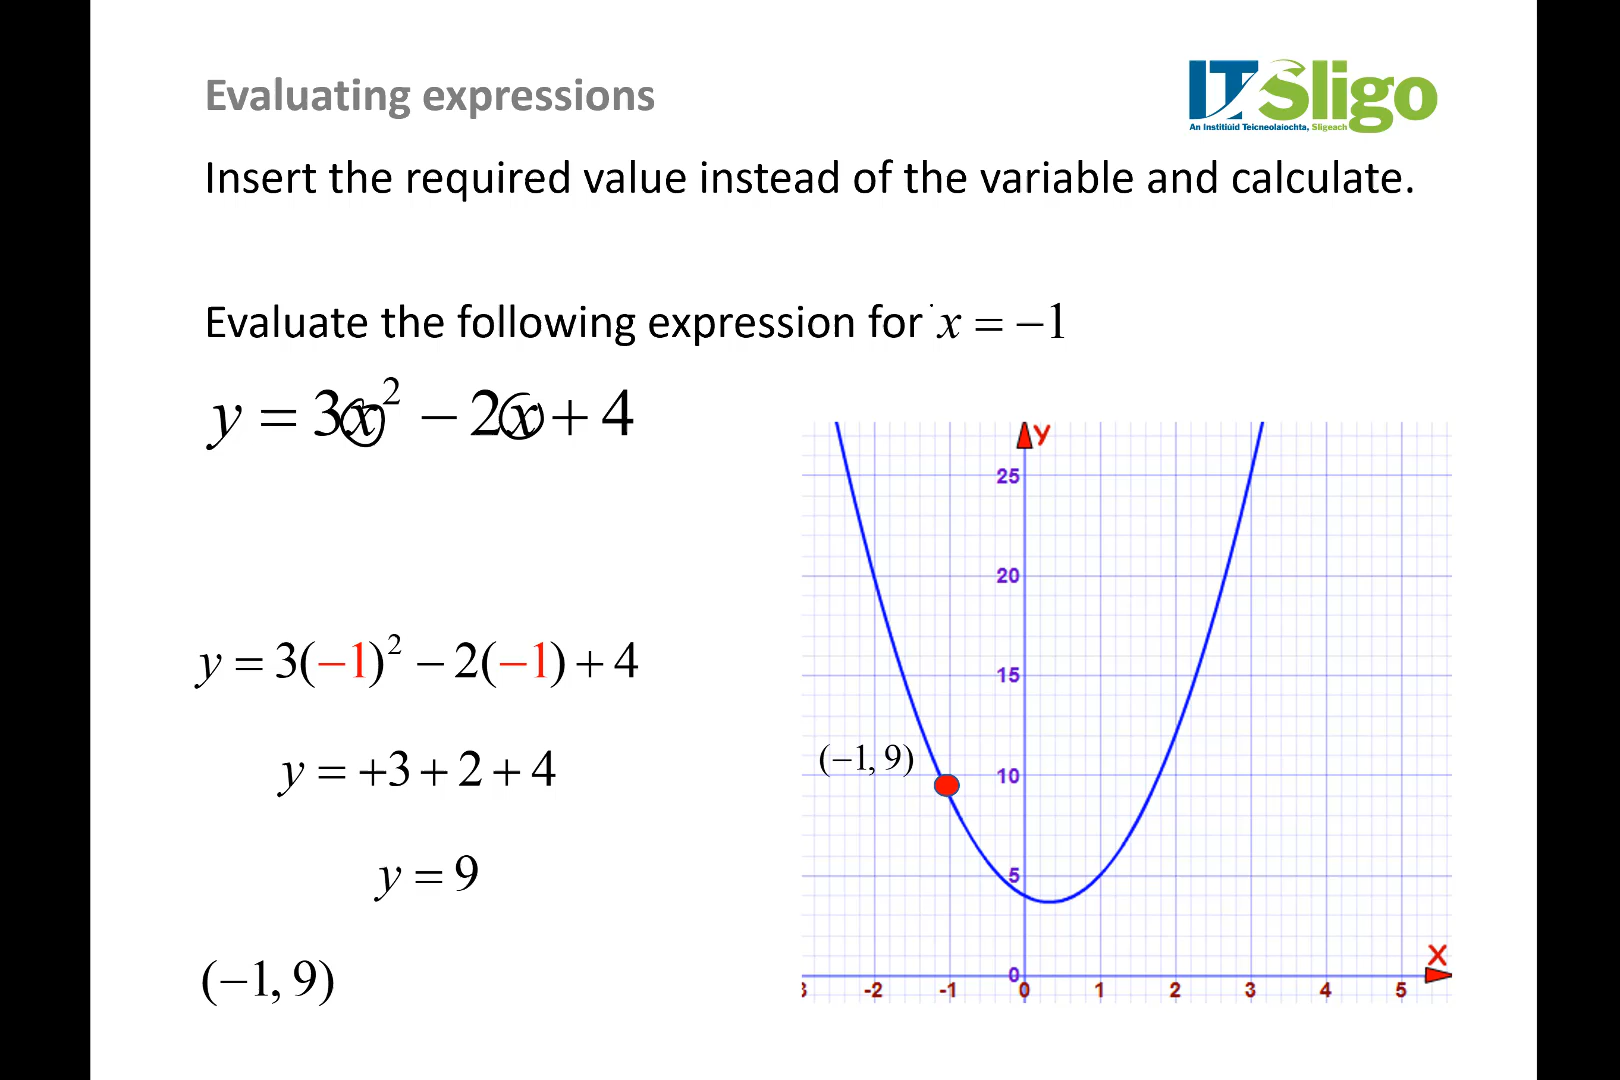 Evaluating expressions
ITSligo
An Institiúid Teicneolaíochta, Sligeach
Insert the required value instead of the variable and calculate.
Evaluate the following expression for x = −1
y = 3x² − 2x + 4
y = 3(−1)² − 2(−1) + 4
y = +3 + 2 + 4
y = 9
(−1, 9)
Y
25
20
15
(−1, 9)
10
5
0
X
3 -2 -1 0 1 2 3 4 5